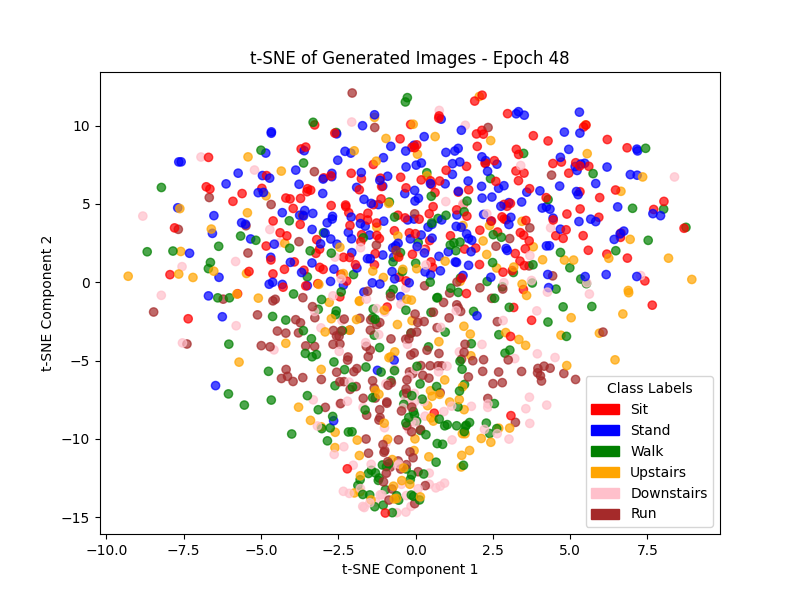 t-SNE of Generated Images - Epoch 48
t-SNE Component 2
10
5
0
−5
−10
−15
−10.0
−7.5
−5.0
−2.5
0.0
2.5
5.0
7.5
t-SNE Component 1
Class Labels
Sit
Stand
Walk
Upstairs
Downstairs
Run